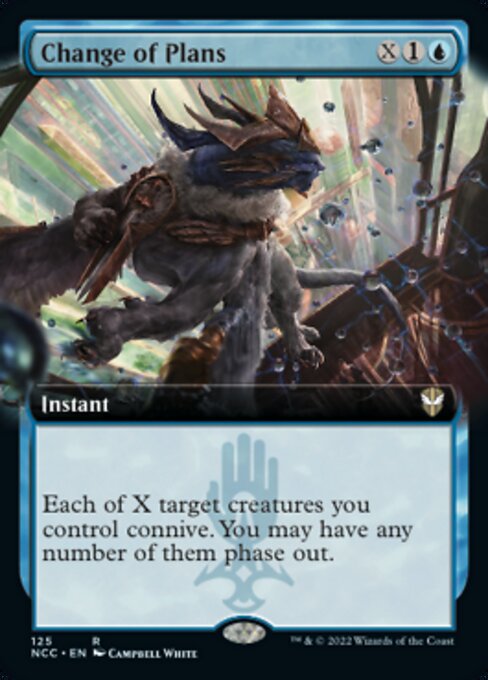 Change of Plans X 1
Instant
Each of X target creatures you
control connive. You may have any
number of them phase out.
125 R
NCC • EN CAMPBELL WHITE
™ & © 2022 Wizards of the Coast